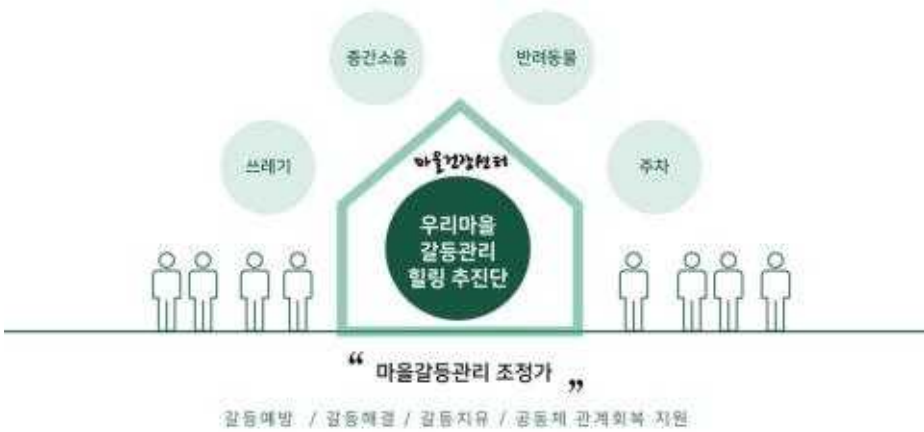 층간소음
반려동물
쓰레기
주차
마을건강센터
우리마을
갈등관리
힐링 추진단
“ 마을갈등관리 조정가 ”
갈등예방 / 갈등해결 / 갈등치유 / 공동체 관계회복 지원